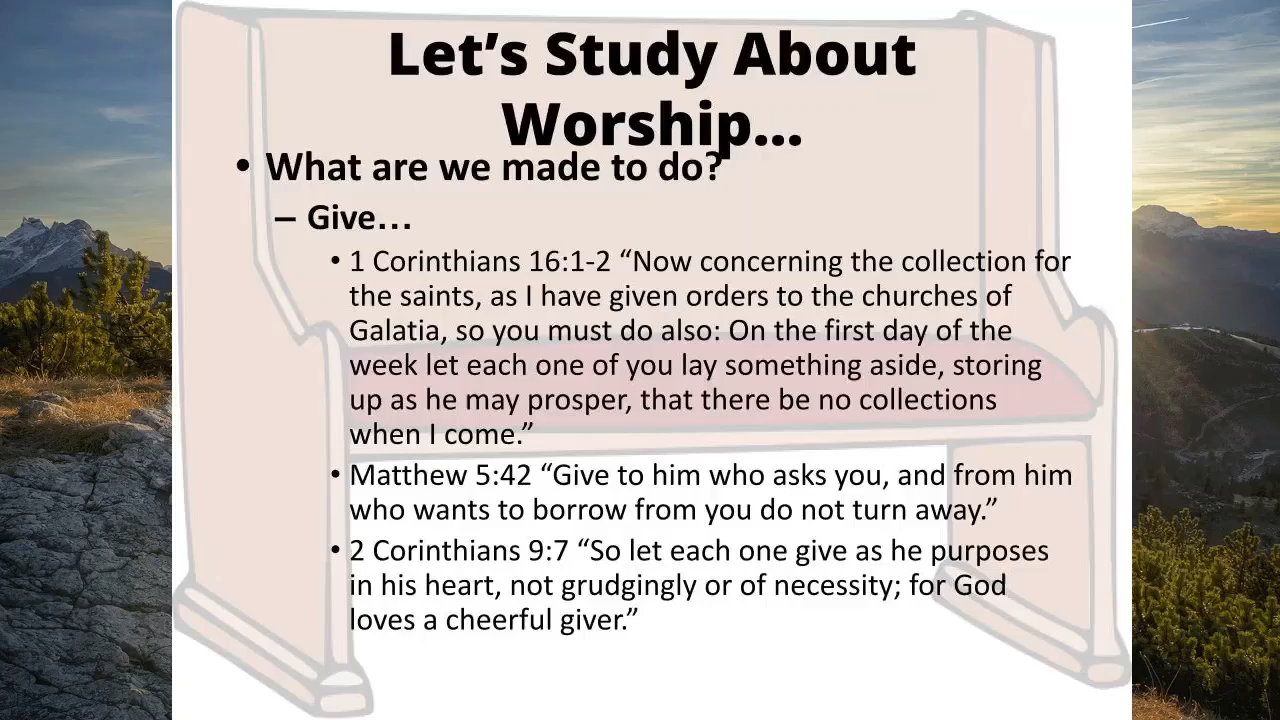 Let’s Study About
Worship…
• What are we made to do?
– Give…
• 1 Corinthians 16:1-2 “Now concerning the collection for
the saints, as I have given orders to the churches of
Galatia, so you must do also: On the first day of the
week let each one of you lay something aside, storing
up as he may prosper, that there be no collections
when I come.”
• Matthew 5:42 “Give to him who asks you, and from him
who wants to borrow from you do not turn away.”
• 2 Corinthians 9:7 “So let each one give as he purposes
in his heart, not grudgingly or of necessity; for God
loves a cheerful giver.”